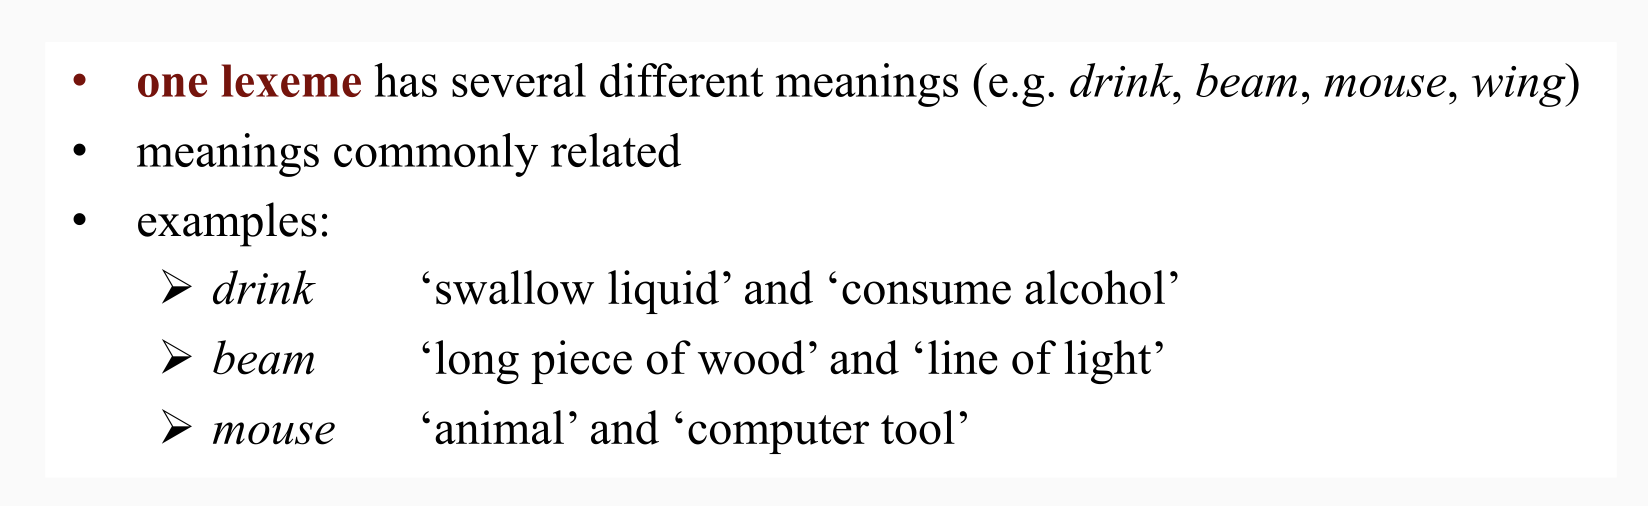 • one lexeme has several different meanings (e.g. drink, beam, mouse, wing)
• meanings commonly related
• examples:
➢ drink ‘swallow liquid’ and ‘consume alcohol’
➢ beam ‘long piece of wood’ and ‘line of light’
➢ mouse ‘animal’ and ‘computer tool’